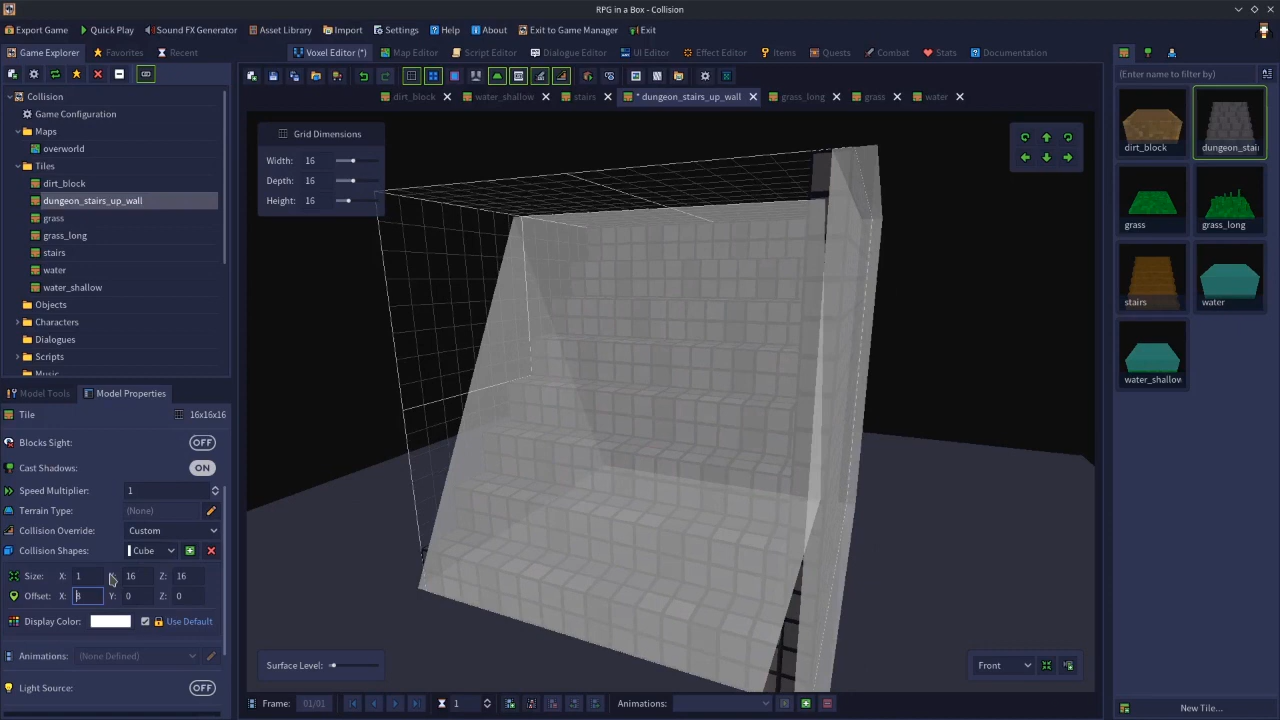 RPG in a Box - Collision
Export Game Quick Play Sound FX Generator Asset Library Import Settings Help About Exit to Game Manager Exit
Game Explorer Favorites Recent
Voxel Editor (*) Map Editor Script Editor Dialogue Editor UI Editor Effect Editor Items Quests Combat Stats Documentation
(Enter name to filter by)
dirt_block water_shallow stairs * dungeon_stairs_up_wall grass_long grass water
Collision
Game Configuration
Maps
overworld
Tiles
dirt_block
dungeon_stairs_up_wall
grass
grass_long
stairs
water
water_shallow
Objects
Characters
Dialogues
Scripts
Music
Grid Dimensions
Width: 16
Depth: 16
Height: 16
dirt_block dungeon_stair
grass grass_long
stairs water
water_shallow
Model Tools Model Properties
Tile 16x16x16
Blocks Sight: OFF
Cast Shadows: ON
Speed Multiplier: 1
Terrain Type: (None)
Collision Override: Custom
Collision Shapes: Cube
Size: X: 1 16 Z: 16
Offset: X: 8 Y: 0 Z: 0
Display Color: Use Default
Animations: (None Defined)
Light Source: OFF
Surface Level:
Front
Frame: 01/01 1 Animations:
New Tile...